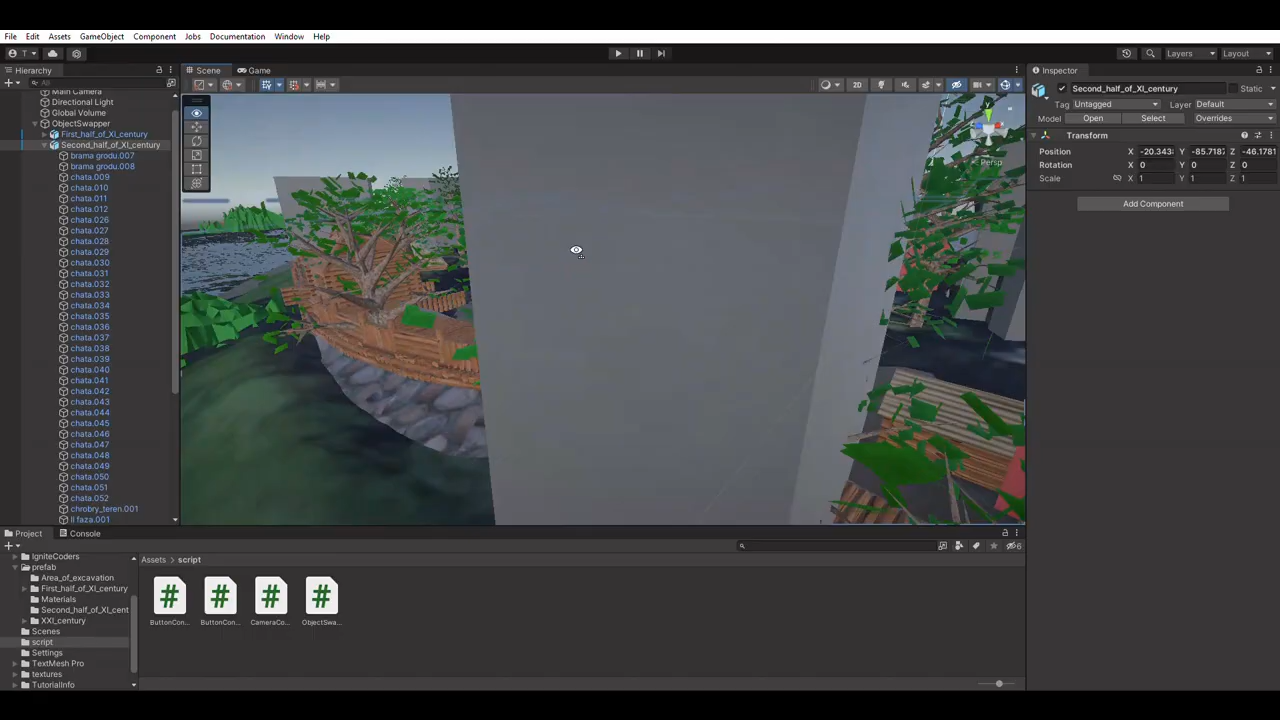 File Edit Assets GameObject Component Jobs Documentation Window Help
T Layers Layout
Hierarchy Scene Game Inspector
All 2D
Main Camera
Directional Light
Global Volume
ObjectSwapper
First_half_of_Xi_century
Second_half_of_XI_century
brama grodu.007
brama grodu.008
chata.009
chata.010
chata.011
chata.012
chata.026
chata.027
chata.028
chata.029
chata.030
chata.031
chata.032
chata.033
chata.034
chata.035
chata.036
chata.037
chata.038
chata.039
chata.040
chata.041
chata.042
chata.043
chata.044
chata.045
chata.046
chata.047
chata.048
chata.049
chata.050
chata.051
chata.052
chrobry_teren.001
II faza.001
y
Persp
Second_half_of_XI_century Static
Tag Untagged Layer Default
Model Open Select Overrides
Transform
Position X -20.343 Y -85.718 Z -46.1781
Rotation X 0 Y 0 Z 0
Scale X 1 Y 1 Z 1
Add Component
Project Console
6
IgniteCoders
prefab
Area_of_excavation
First_half_of_XI_century
Materials
Second_half_of_XI_cent
XXI_century
Scenes
script
Settings
TextMesh Pro
textures
TutorialInfo
Assets > script
ButtonCon... ButtonCon... CameraCo... ObjectSwa...